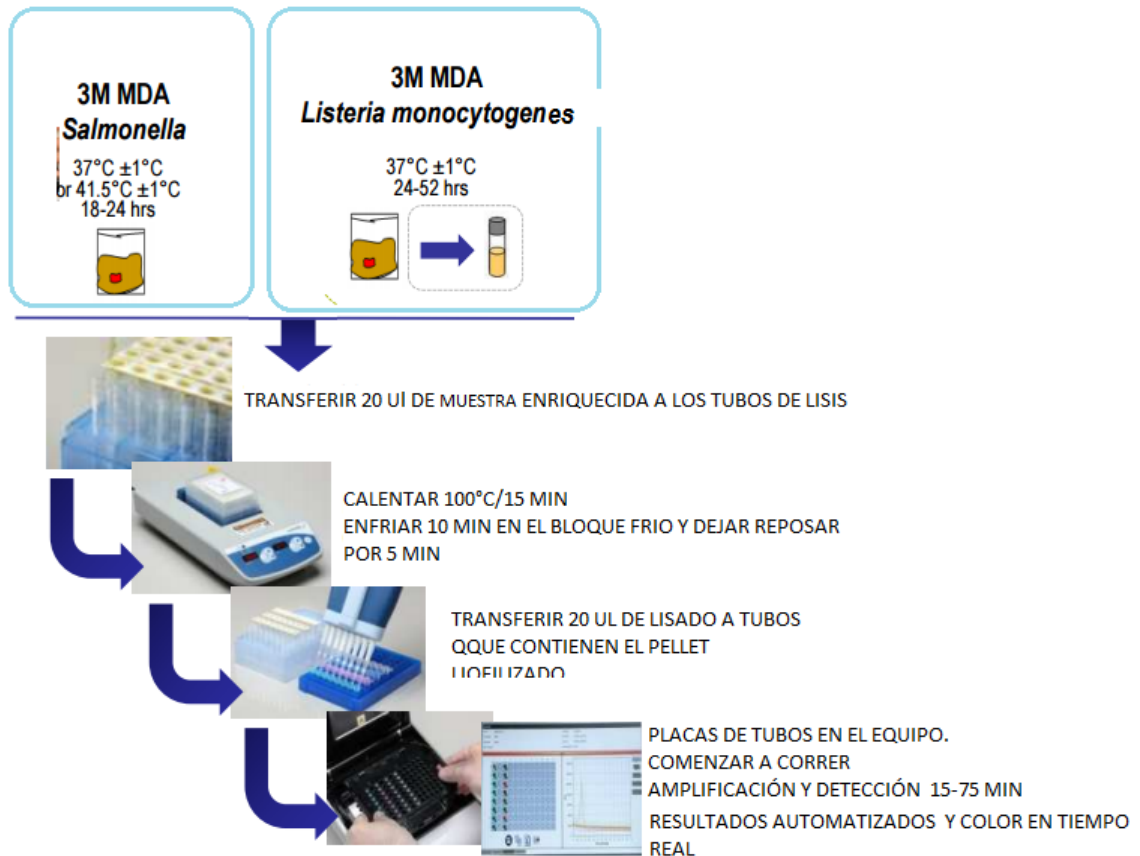 3M MDA
Salmonella
37°C ±1°C
or 41.5°C ±1°C
18-24 hrs
3M MDA
Listeria monocytogenes
37°C ±1°C
24-52 hrs
TRANSFERIR 20 Ul DE MUESTRA ENRIQUECIDA A LOS TUBOS DE LISIS
CALENTAR 100°C/15 MIN
ENFRIAR 10 MIN EN EL BLOQUE FRIO Y DEJAR REPOSAR
POR 5 MIN
TRANSFERIR 20 UL DE LISADO A TUBOS
QQUE CONTIENEN EL PELLET
LIOFILIZADO
PLACAS DE TUBOS EN EL EQUIPO.
COMENZAR A CORRER
AMPLIFICACIÓN Y DETECCIÓN 15-75 MIN
RESULTADOS AUTOMATIZADOS Y COLOR EN TIEMPO
REAL